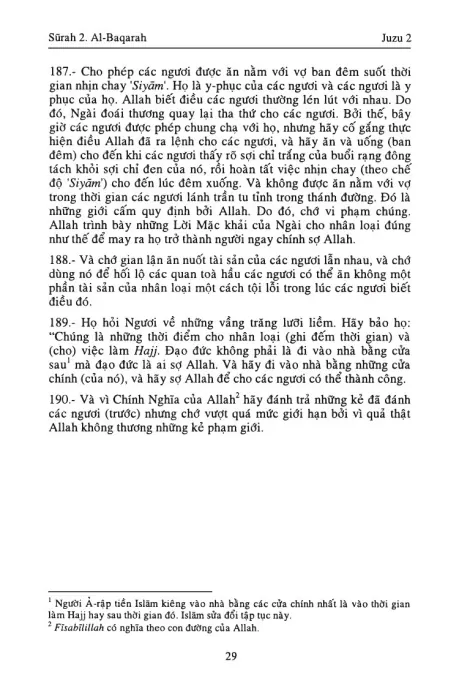 Sūrah 2. Al-Baqarah Juzu 2
187.- Cho phép các ngươi được ăn nằm với vợ ban đêm suốt thời
gian nhịn chay 'Siyām'. Họ là y-phục của các ngươi và các ngươi là y
phục của họ. Allah biết điều các ngươi thường lén lút với nhau. Do
đó, Ngài đoái thương quay lại tha thứ cho các ngươi. Bởi thế, bây
giờ các ngươi được phép chung chạ với họ, nhưng hãy cố gắng thực
hiện điều Allah đã ra lệnh cho các ngươi, và hãy ăn và uống (ban
đêm) cho đến khi các ngươi thấy rõ sợi chỉ trắng của buổi rạng đông
tách khỏi sợi chỉ đen của nó, rồi hoàn tất việc nhịn chay (theo chế
độ 'Siyām') cho đến lúc đêm xuống. Và không được ăn nằm với vợ
trong thời gian các ngươi lánh trần tu tỉnh trong thánh đường. Đó là
những giới cấm quy định bởi Allah. Do đó, chớ vi phạm chúng.
Allah trình bày những Lời Mặc khải của Ngài cho nhân loại đúng
như thế để may ra họ trở thành người ngay chính sợ Allah.
188.- Và chớ gian lận ăn nuốt tài sản của các ngươi lẫn nhau, và chớ
dùng nó để hối lộ các quan toà hầu các ngươi có thể ăn không một
phần tài sản của nhân loại một cách tội lỗi trong lúc các ngươi biết
điều đó.
189.- Họ hỏi Ngươi về những vầng trăng lưỡi liềm. Hãy bảo họ:
“Chúng là những thời điểm cho nhân loại (ghi đếm thời gian) và
(cho) việc làm Hajj. Đạo đức không phải là đi vào nhà bằng cửa
sau¹ mà đạo đức là ai sợ Allah. Và hãy đi vào nhà bằng những cửa
chính (của nó), và hãy sợ Allah để cho các ngươi có thể thành công.
190.- Và vì Chính Nghĩa của Allah² hãy đánh trả những kẻ đã đánh
các ngươi (trước) nhưng chớ vượt quá mức giới hạn bởi vì quả thật
Allah không thương những kẻ phạm giới.
¹ Người Ả-rập tiền Islām kiêng vào nhà bằng các cửa chính nhất là vào thời gian
làm Hajj hay sau thời gian đó. Islām sửa đổi tập tục này.
² Fīsabīlillah có nghĩa theo con đường của Allah.
29